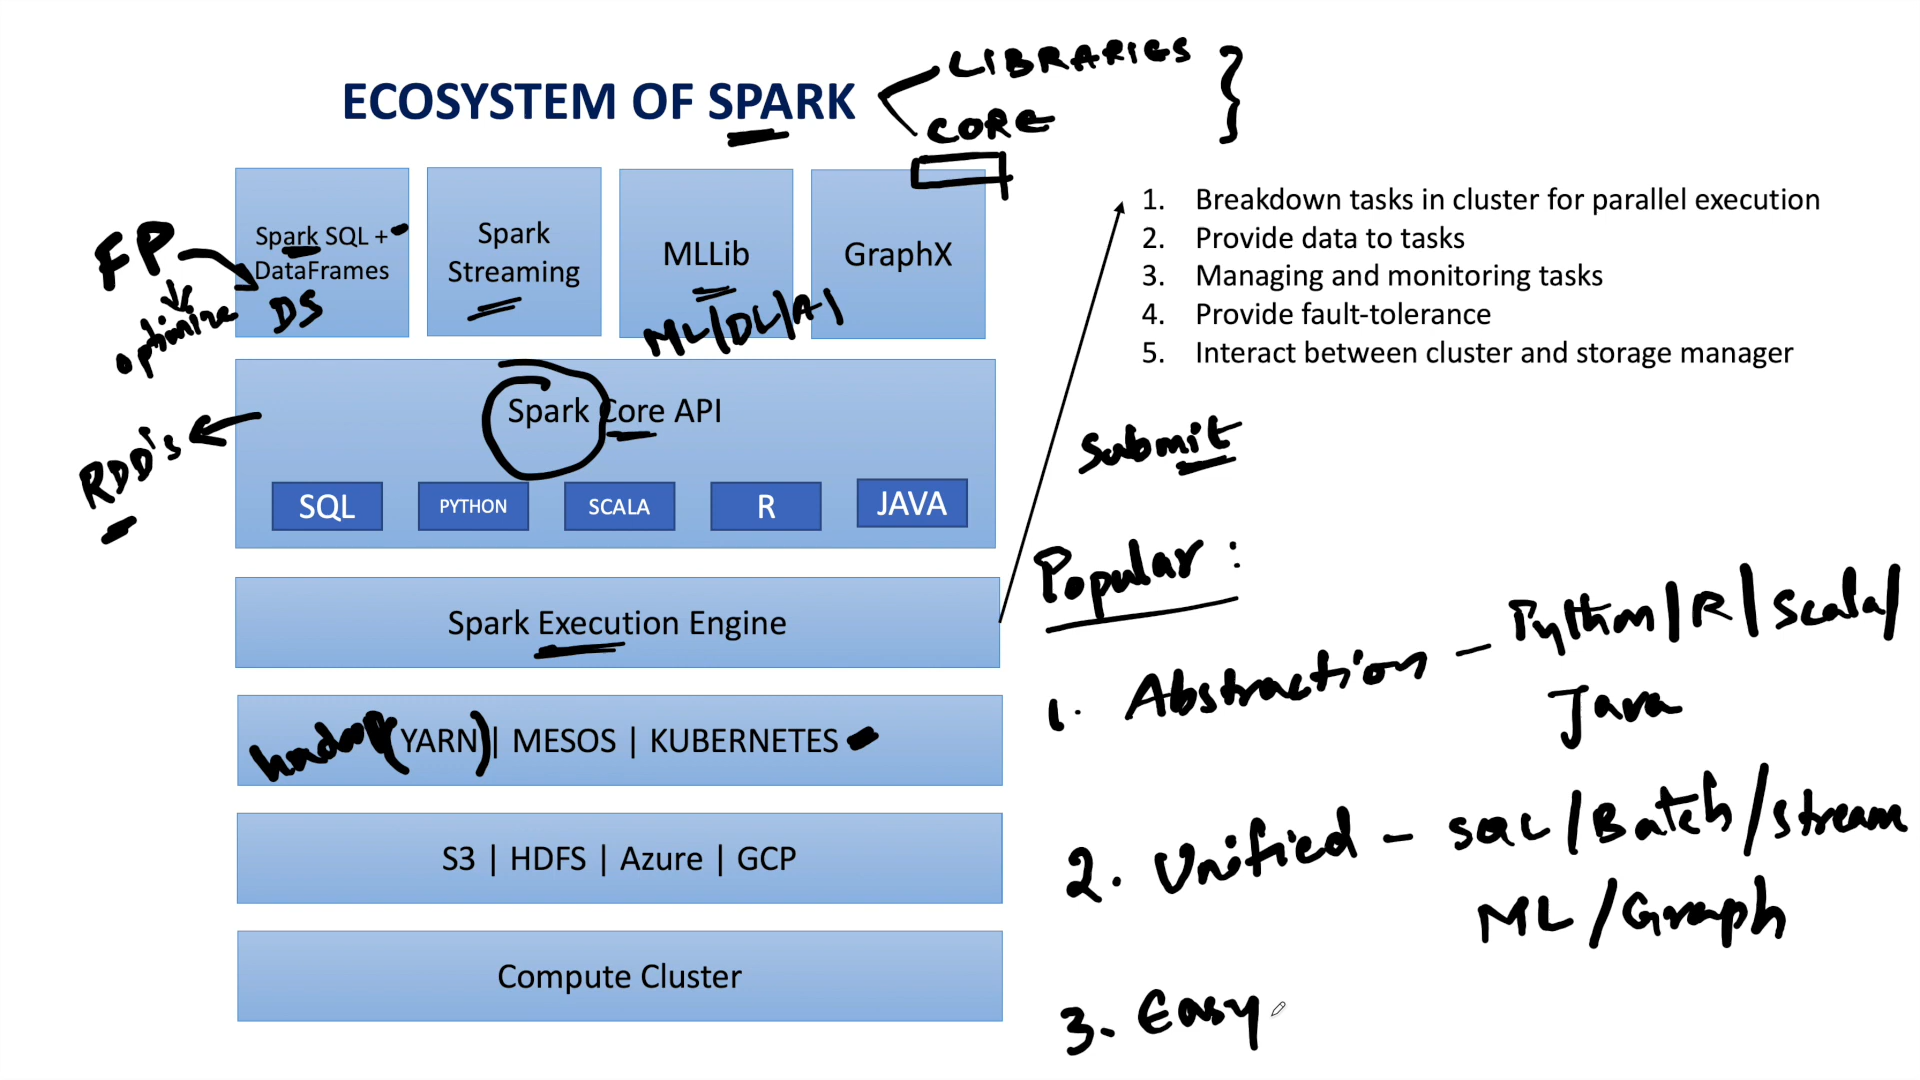 ECOSYSTEM OF SPARK
LIBRARIES
CORE
Spark SQL +
DataFrames
DS
FP
optimize
Spark
Streaming
MLLib
ML/DL/AI
GraphX
1. Breakdown tasks in cluster for parallel execution
2. Provide data to tasks
3. Managing and monitoring tasks
4. Provide fault-tolerance
5. Interact between cluster and storage manager
Spark Core API
RDD's
SQL
PYTHON
SCALA
R
JAVA
Submit
Spark Execution Engine
hadoop (YARN) | MESOS | KUBERNETES
S3 | HDFS | Azure | GCP
Compute Cluster
Popular :
1. Abstraction - Python/R/Scala/
Java
2. Unified - SQL/Batch/Stream
ML/Graph
3. Easy